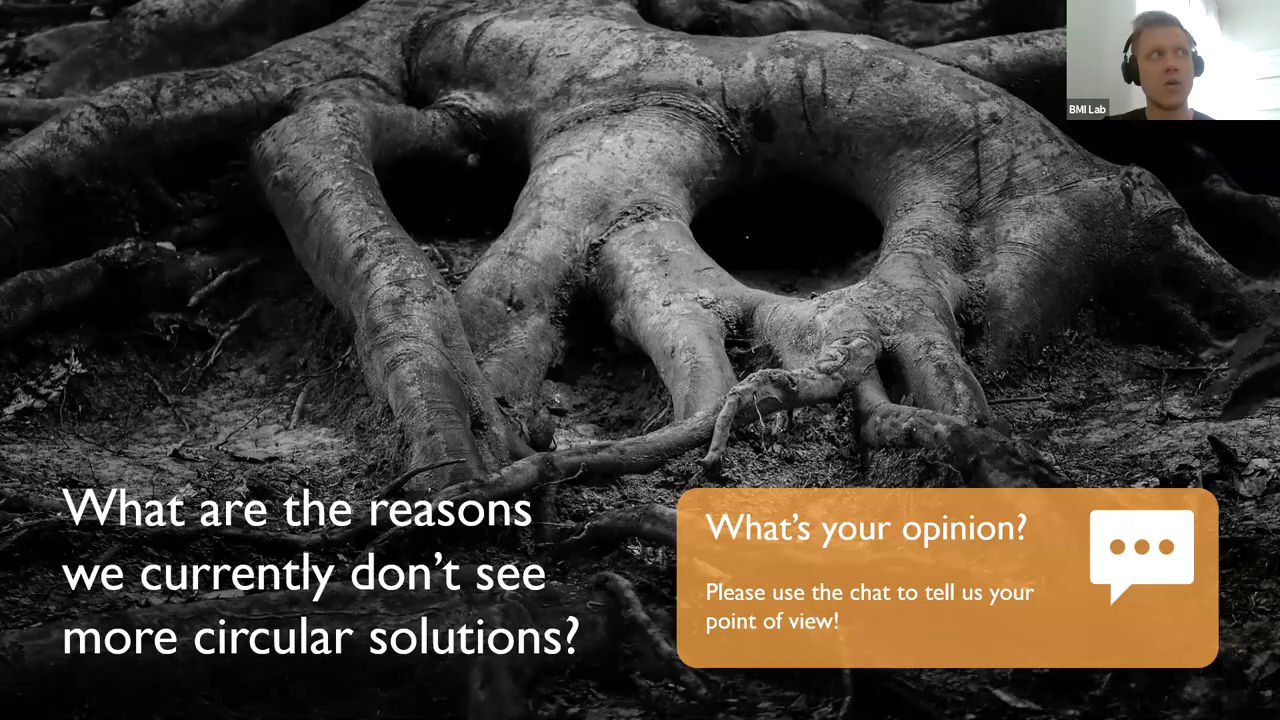 BMI Lab
What are the reasons
we currently don't see
more circular solutions?
What's your opinion?
Please use the chat to tell us your
point of view!